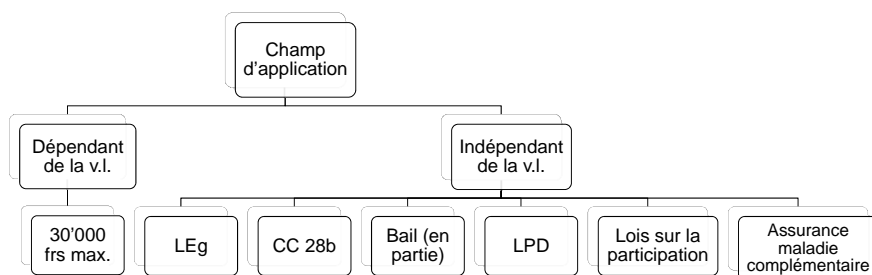 Champ
d'application
Dépendant
de la v.l.
Indépendant
de la v.l.
30’000
frs max.
LEg
CC 28b
Bail (en
partie)
LPD
Lois sur la
participation
Assurance
maladie
complémentaire